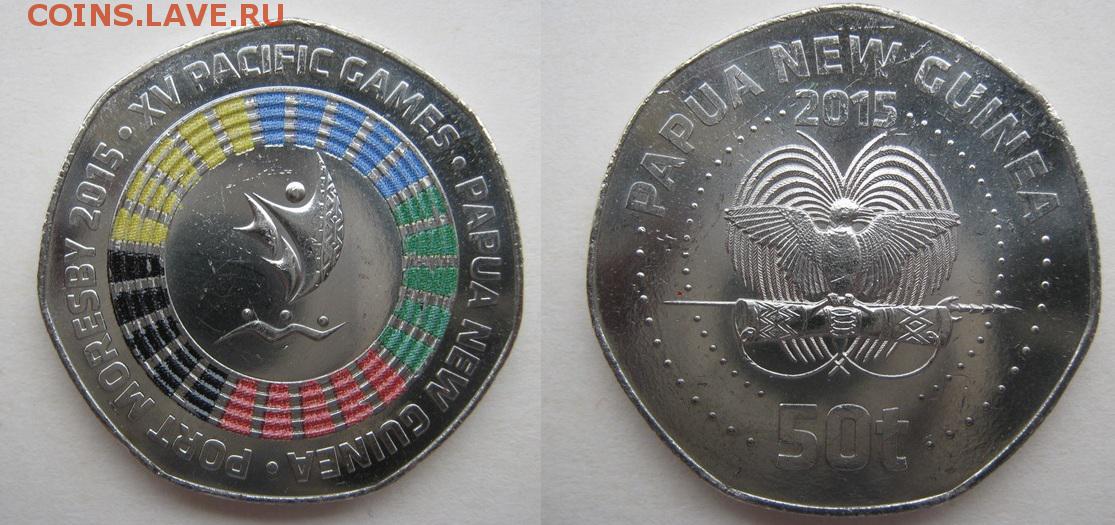 COINS.LAVE.RU
XV PACIFIC GAMES • PAPUA NEW GUINEA • PORT MORESBY 2015 •
• PAPUA NEW GUINEA •
2015
50t